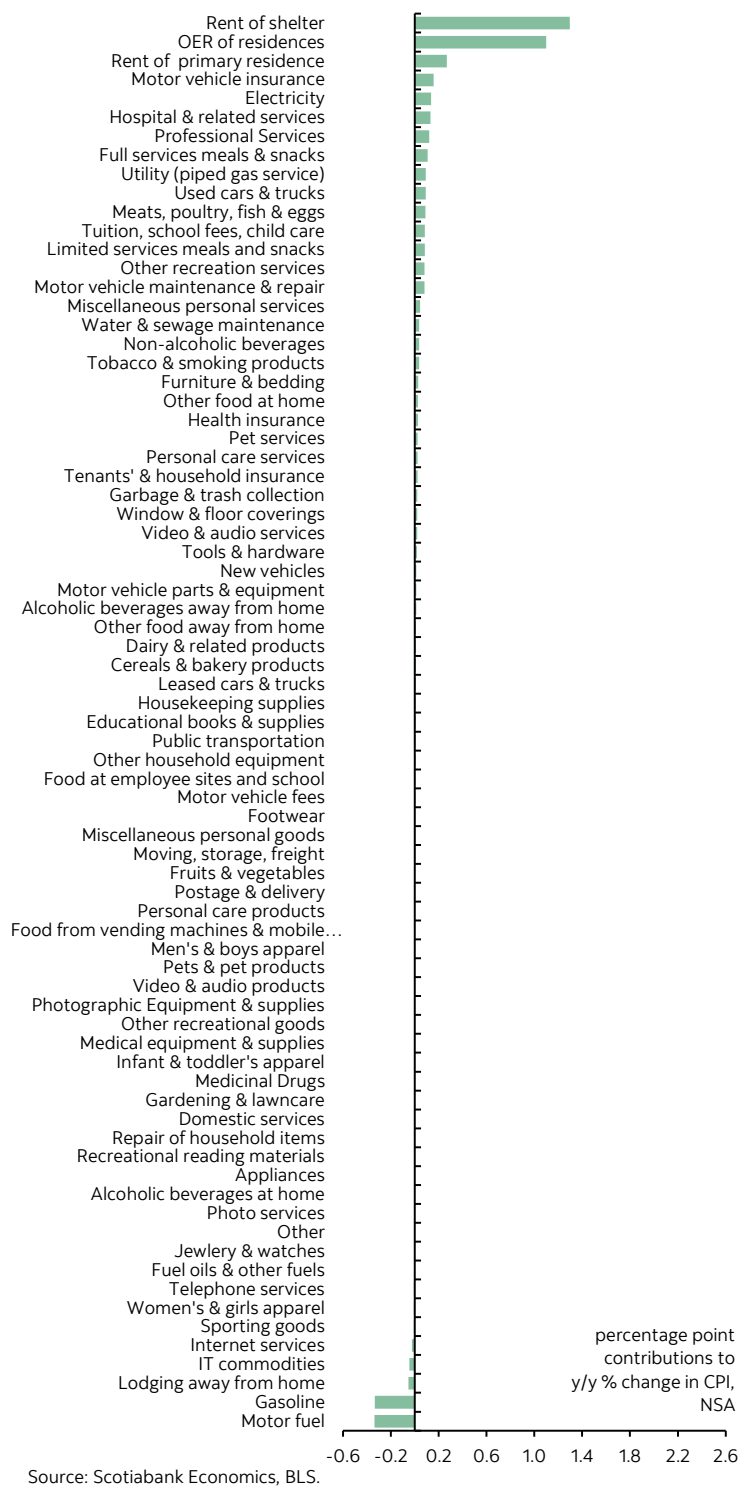 Rent of shelter
OER of residences
Rent of  primary residence
Motor vehicle insurance
Electricity
Hospital & related services
Professional Services
Full services meals & snacks
Utility (piped gas service)
Used cars & trucks
Meats, poultry, fish & eggs
Tuition, school fees, child care
Limited services meals and snacks
Other recreation services
Motor vehicle maintenance & repair
Miscellaneous personal services
Water & sewage maintenance
Non-alcoholic beverages
Tobacco & smoking products
Furniture & bedding
Other food at home
Health insurance
Pet services
Personal care services
Tenants' & household insurance
Garbage & trash collection
Window & floor coverings
Video & audio services
Tools & hardware
New vehicles
Motor vehicle parts & equipment
Alcoholic beverages away from home
Other food away from home
Dairy & related products
Cereals & bakery products
Leased cars & trucks
Housekeeping supplies
Educational books & supplies
Public transportation
Other household equipment
Food at employee sites and school
Motor vehicle fees
Footwear
Miscellaneous personal goods
Moving, storage, freight
Fruits & vegetables
Postage & delivery
Personal care products
Food from vending machines & mobile…
Men's & boys apparel
Pets & pet products
Video & audio products
Photographic Equipment & supplies
Other recreational goods
Medical equipment & supplies
Infant & toddler's apparel
Medicinal Drugs
Gardening & lawncare
Domestic services
Repair of household items
Recreational reading materials
Appliances
Alcoholic beverages at home
Photo services
Other
Jewlery & watches
Fuel oils & other fuels
Telephone services
Women's & girls apparel
Sporting goods
Internet services
IT commodities
Lodging away from home
Gasoline
Motor fuel
percentage point
contributions to
y/y % change in CPI,
NSA
-0.6 -0.2 0.2 0.6 1.0 1.4 1.8 2.2 2.6
Source: Scotiabank Economics, BLS.